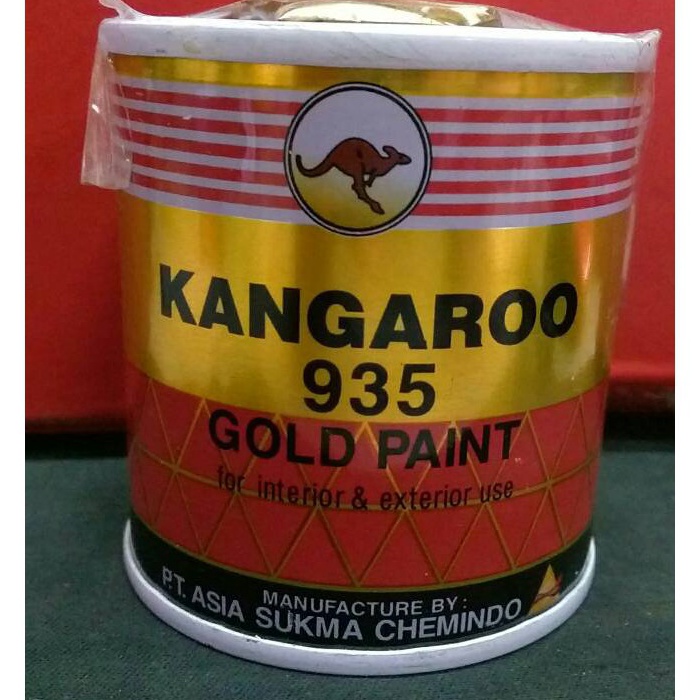 KANGAROO
935
GOLD PAINT
for interior & exterior use
MANUFACTURE BY :
P.T. ASIA SUKMA CHEMINDO